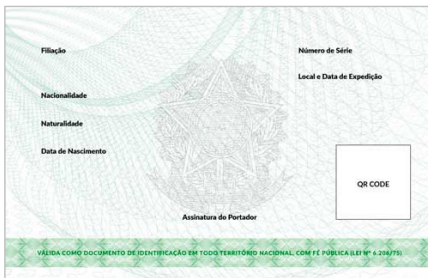 Filiação
Número de Série
Local e Data de Expedição
Nacionalidade
Naturalidade
Data de Nascimento
QR CODE
Assinatura do Portador
VÁLIDA COMO DOCUMENTO DE IDENTIFICAÇÃO EM TODO TERRITÓRIO NACIONAL, COM FÉ PÚBLICA (LEI Nº 6.206/75)